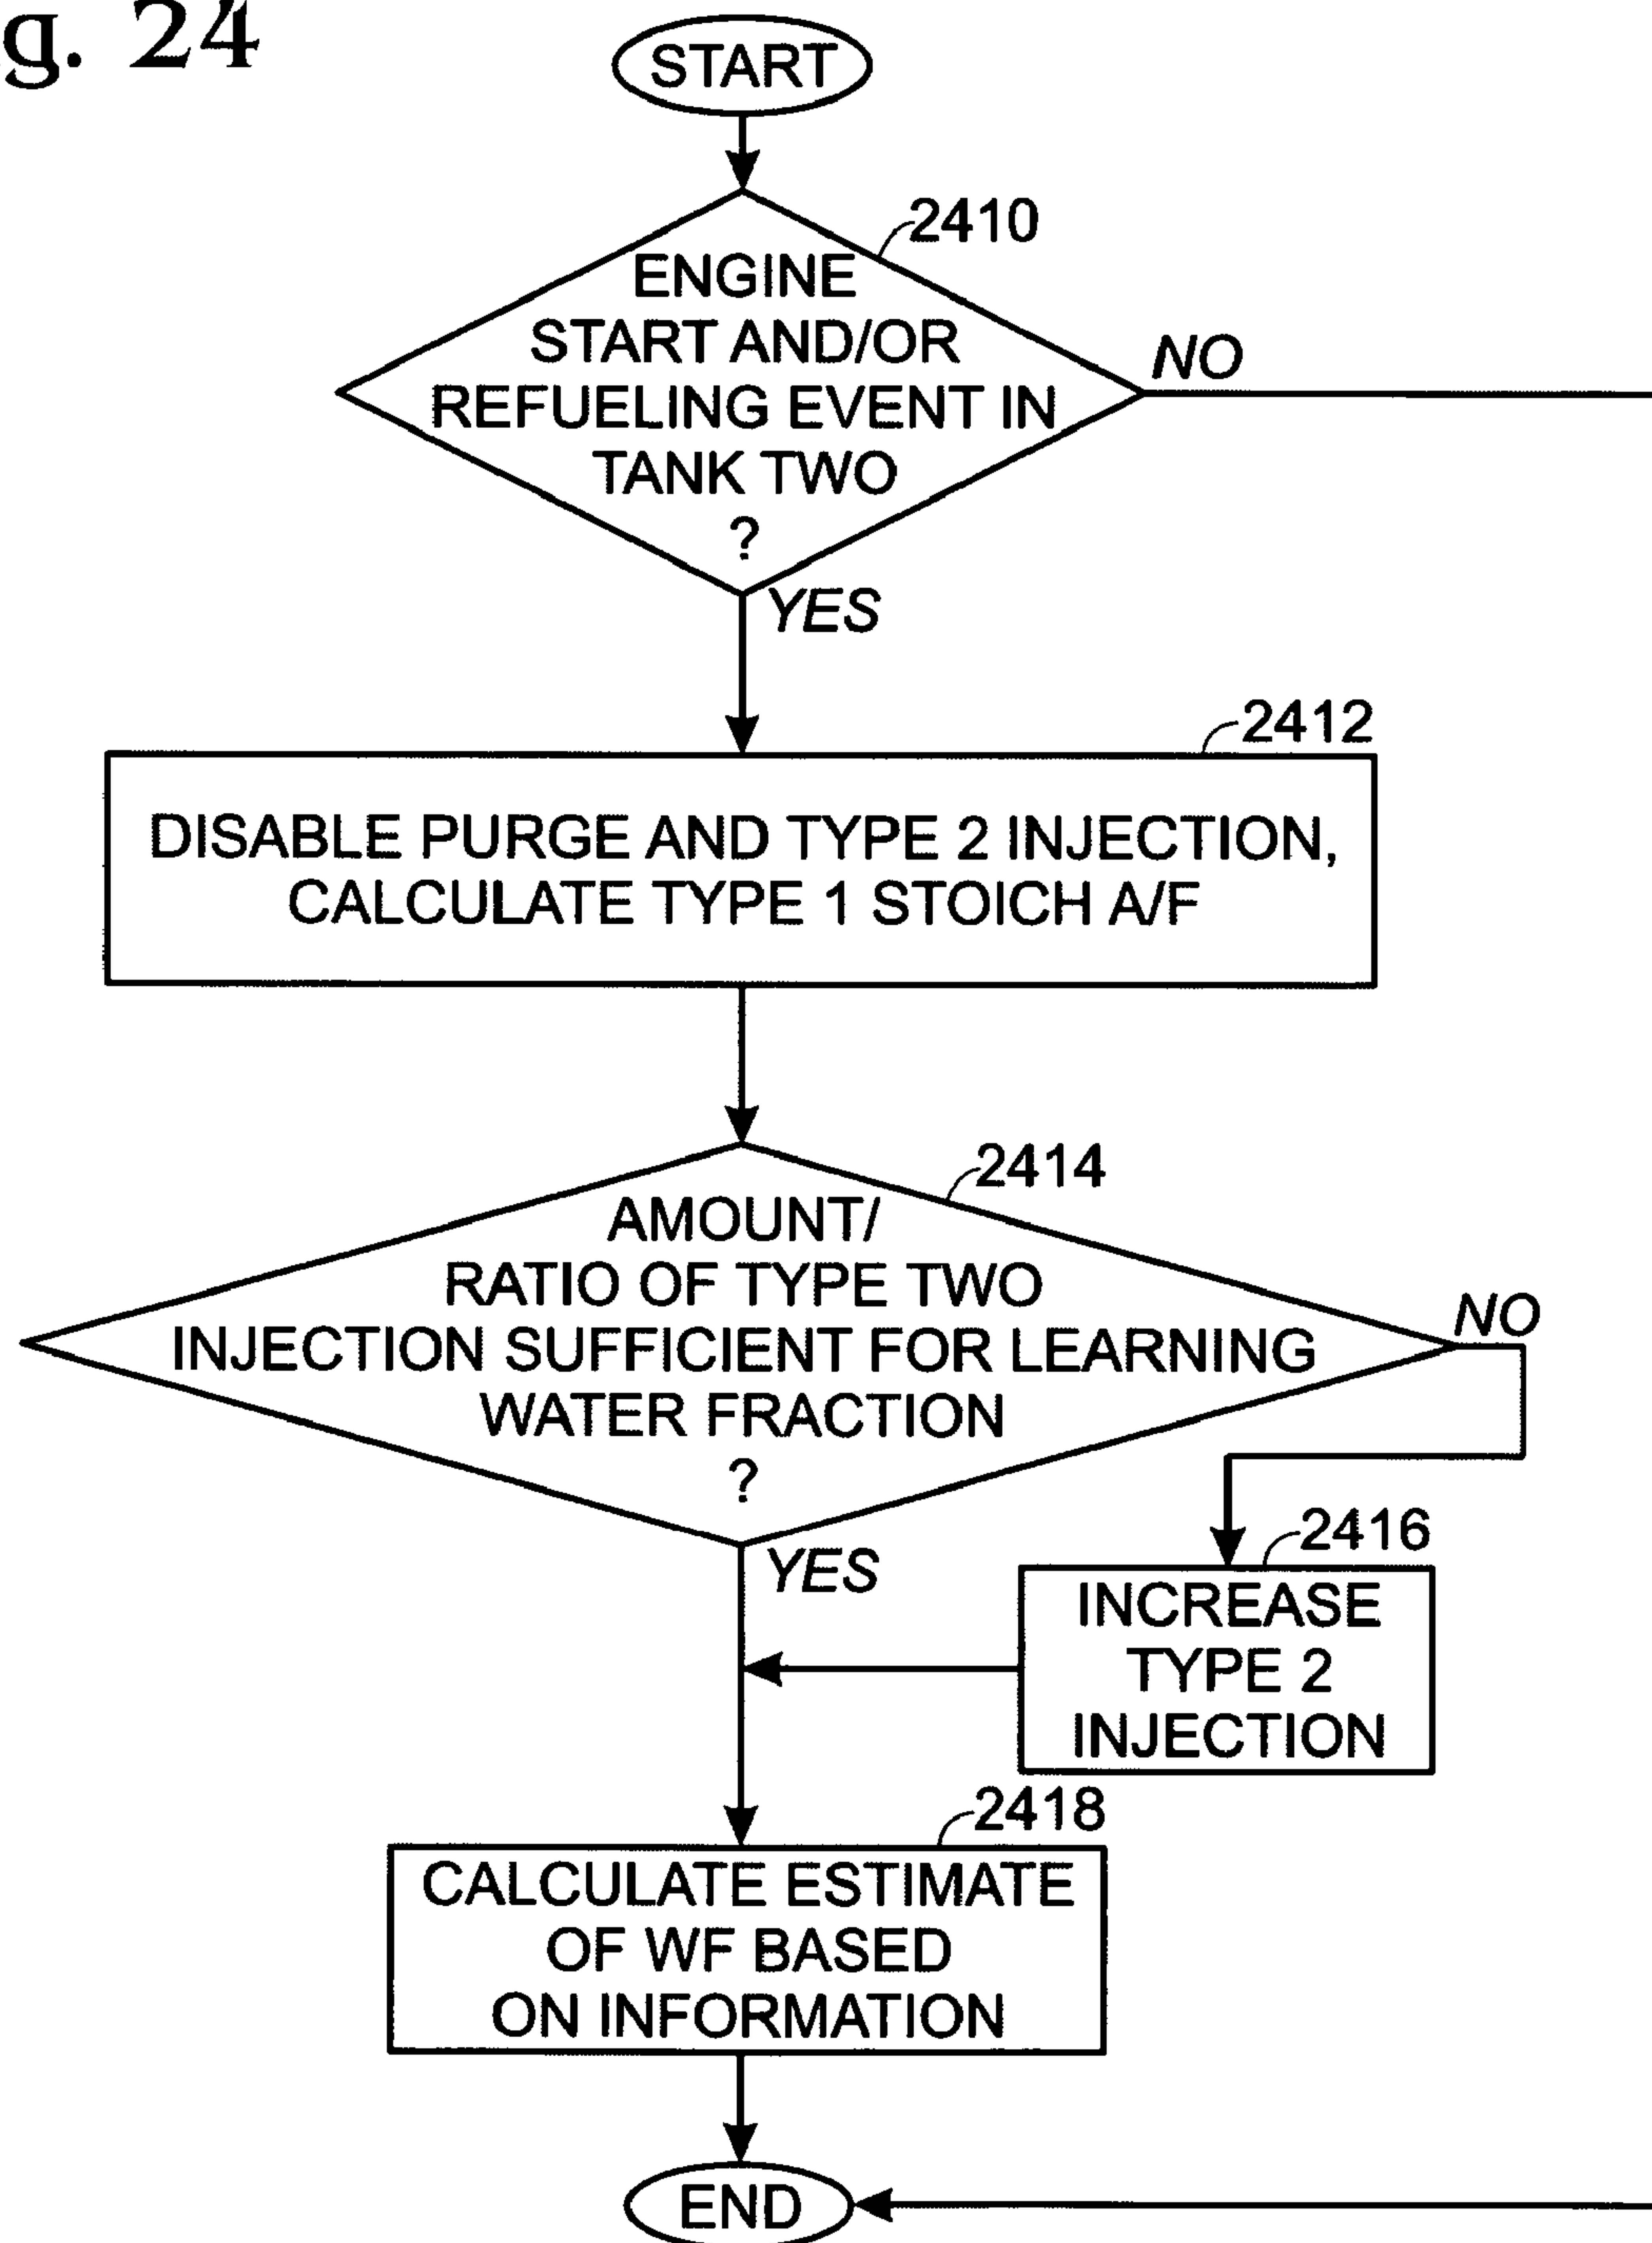 g. 24
START
2410
ENGINE
START AND/OR
REFUELING EVENT IN
TANK TWO
?
NO
YES
2412
DISABLE PURGE AND TYPE 2 INJECTION,
CALCULATE TYPE 1 STOICH A/F
2414
AMOUNT/
RATIO OF TYPE TWO
INJECTION SUFFICIENT FOR LEARNING
WATER FRACTION
?
NO
YES
2416
INCREASE
TYPE 2
INJECTION
2418
CALCULATE ESTIMATE
OF WF BASED
ON INFORMATION
END